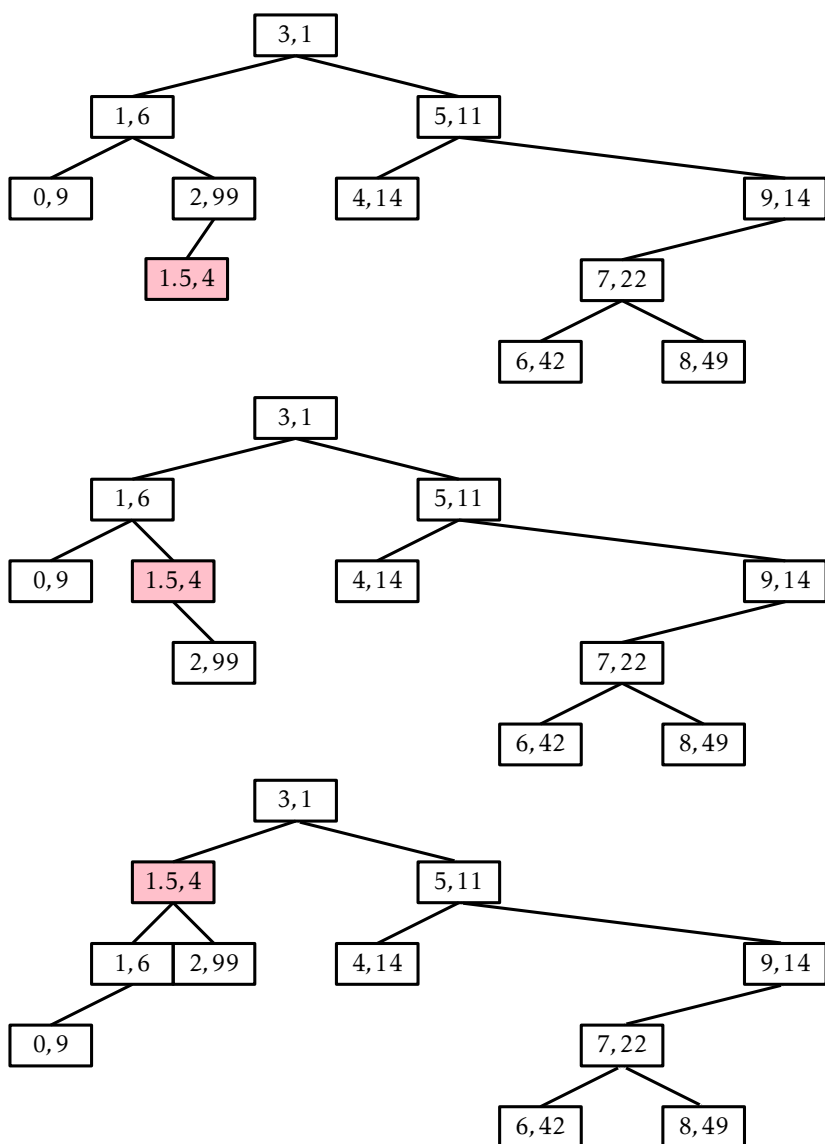 3, 1
1, 6 5, 11
0, 9 2, 99 4, 14 9, 14
1.5, 4 7, 22
6, 42 8, 49
3, 1
1, 6 5, 11
0, 9 1.5, 4 4, 14 9, 14
2, 99 7, 22
6, 42 8, 49
3, 1
1.5, 4 5, 11
1, 6 2, 99 4, 14 9, 14
0, 9 7, 22
6, 42 8, 49